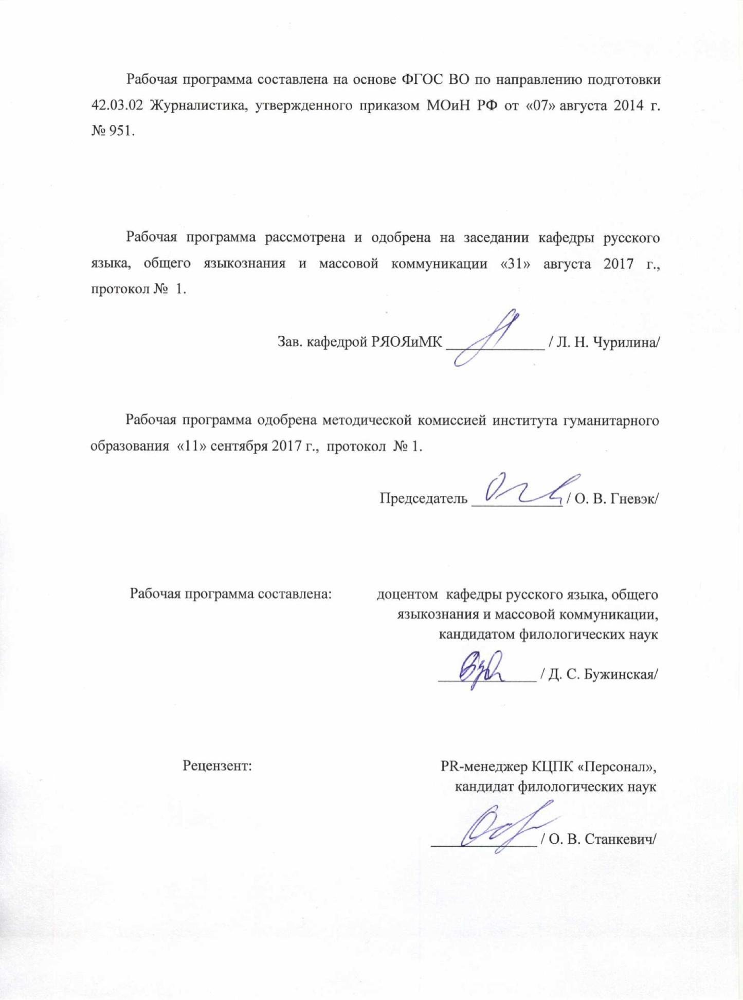 Рабочая программа составлена на основе ФГОС ВО по направлению подготовки
42.03.02 Журналистика, утвержденного приказом МОиН РФ от «07» августа 2014 г.
№ 951.
Рабочая программа рассмотрена и одобрена на заседании кафедры русского
языка, общего языкознания и массовой коммуникации «31» августа 2017 г.,
протокол № 1.
Зав. кафедрой РЯОЯиМК ______________ / Л. Н. Чурилина/
Рабочая программа одобрена методической комиссией института гуманитарного
образования «11» сентября 2017 г., протокол № 1.
Председатель _____________ / О. В. Гневэк/
Рабочая программа составлена: доцентом кафедры русского языка, общего
языкознания и массовой коммуникации,
кандидатом филологических наук
______________ / Д. С. Бужинская/
Рецензент: PR-менеджер КЦПК «Персонал»,
кандидат филологических наук
_______________ / О. В. Станкевич/